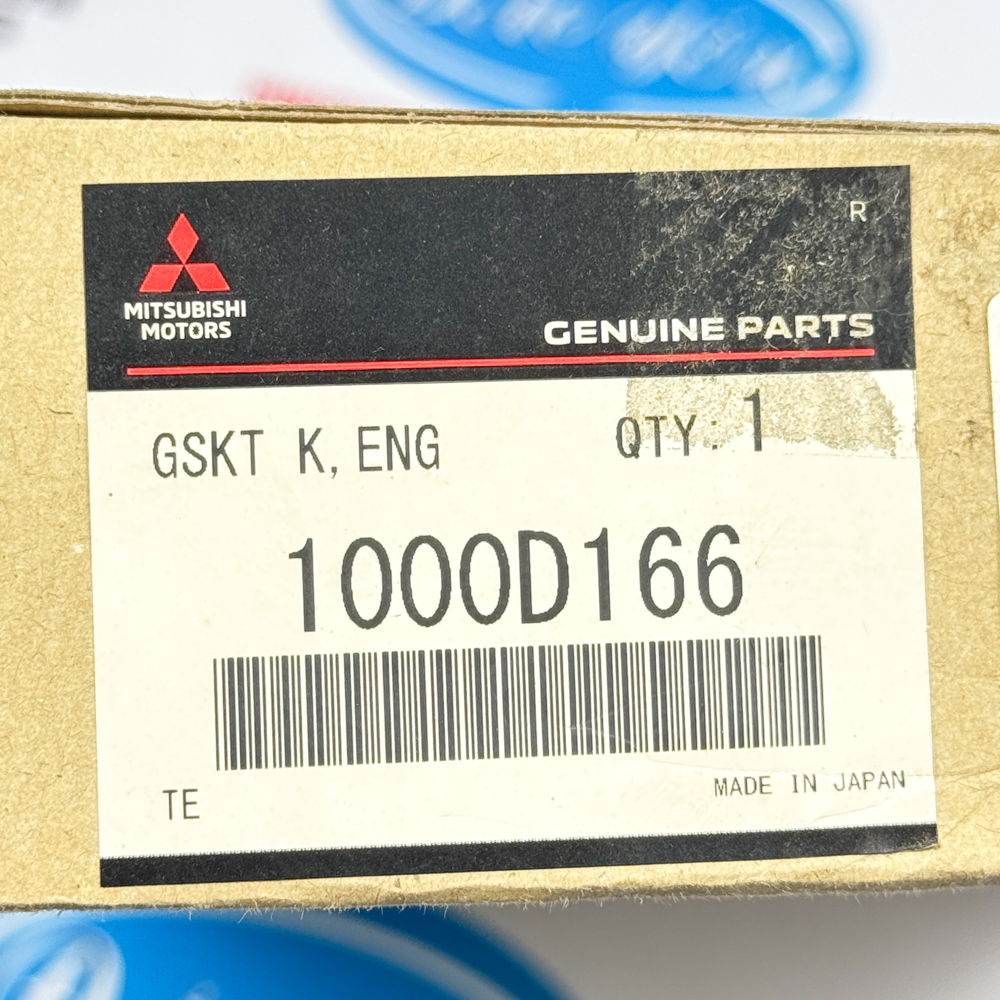 R
MITSUBISHI
MOTORS
GENUINE PARTS
GSKT K, ENG
QTY: 1
1000D166
TE
MADE IN JAPAN